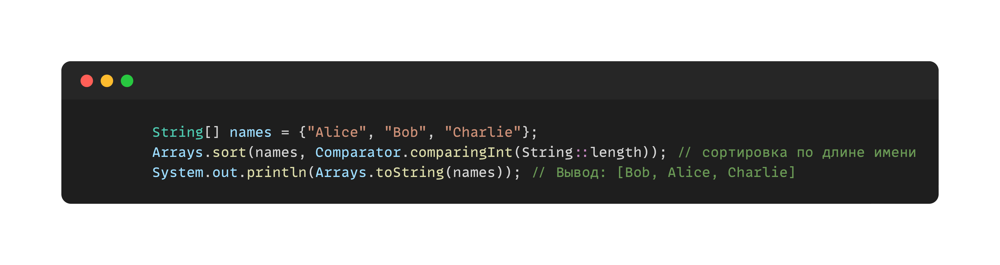 String[] names = {"Alice", "Bob", "Charlie"};
Arrays.sort(names, Comparator.comparingInt(String::length)); // сортировка по длине имени
System.out.println(Arrays.toString(names)); // Вывод: [Bob, Alice, Charlie]